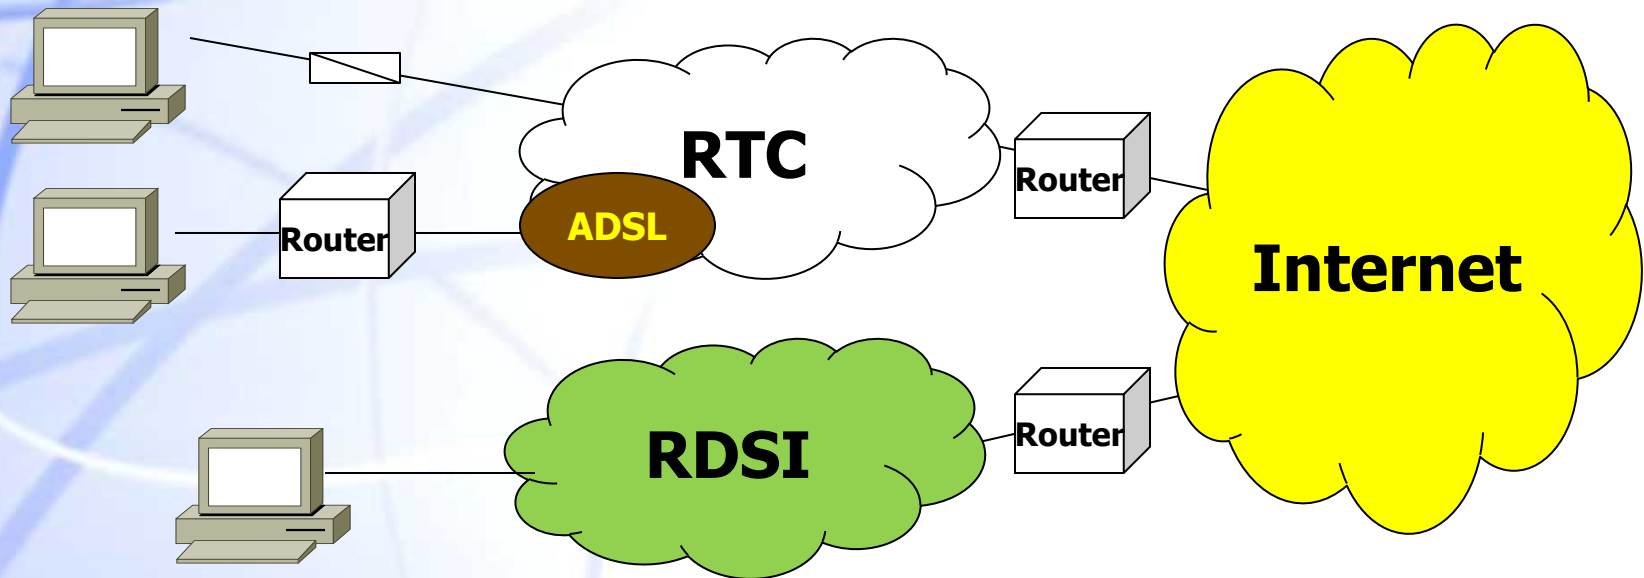 RTC
Router
ADSL
Router
Internet
RDSI
Router